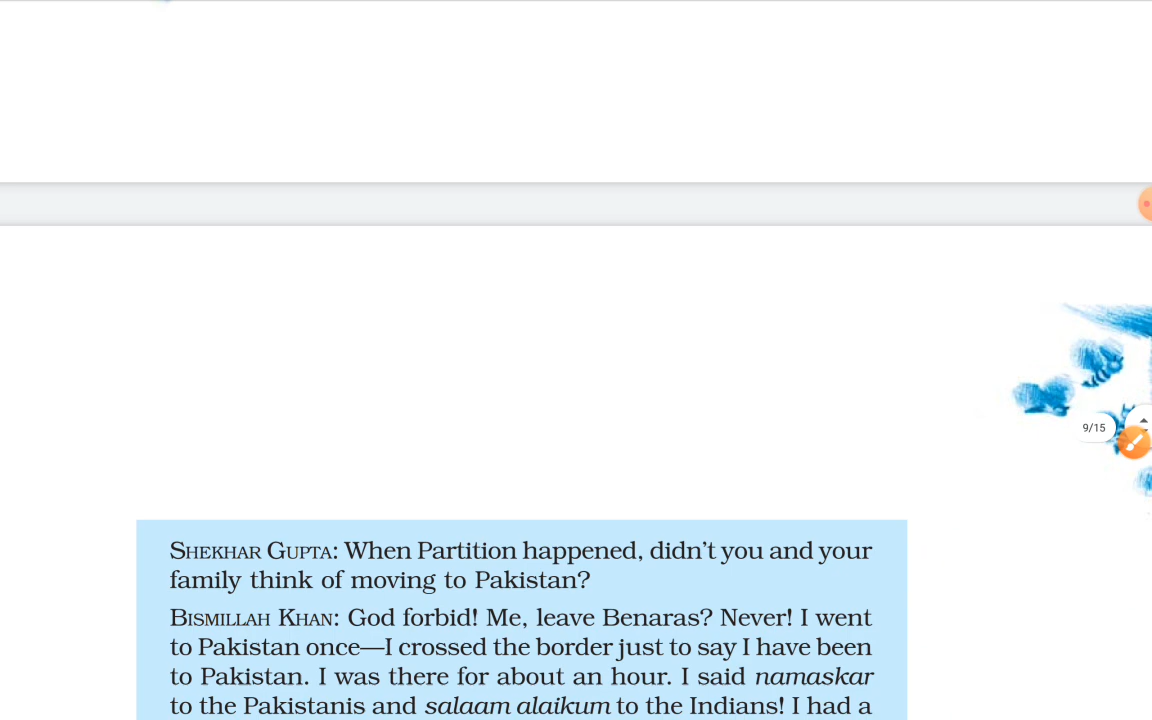 9/15
SHEKHAR GUPTA: When Partition happened, didn't you and your
family think of moving to Pakistan?
BISMILLAH KHAN: God forbid! Me, leave Benaras? Never! I went
to Pakistan once—I crossed the border just to say I have been
to Pakistan. I was there for about an hour. I said namaskar
to the Pakistanis and salaam alaikum to the Indians! I had a